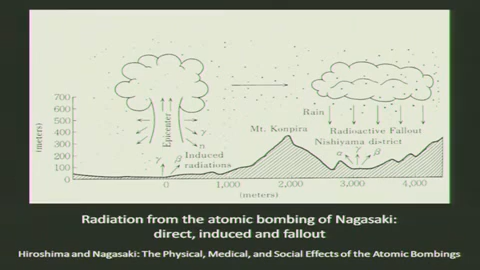 700
600
500
400
300
200
100
0
(meters)
Epicenter
γ
n
γ
β
Induced
radiations
Mt. Konpira
Rain
Radioactive Fallout
Nishiyama district
α
γ
β
0
1,000
2,000
3,000
4,000
(meters)
Radiation from the atomic bombing of Nagasaki:
direct, induced and fallout
Hiroshima and Nagasaki: The Physical, Medical, and Social Effects of the Atomic Bombings